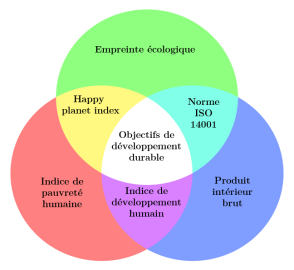 Empreinte écologique
Happy
planet index
Norme
ISO
14001
Objectifs de
développement
durable
Indice de
pauvreté
humaine
Indice de
développement
humain
Produit
intérieur
brut